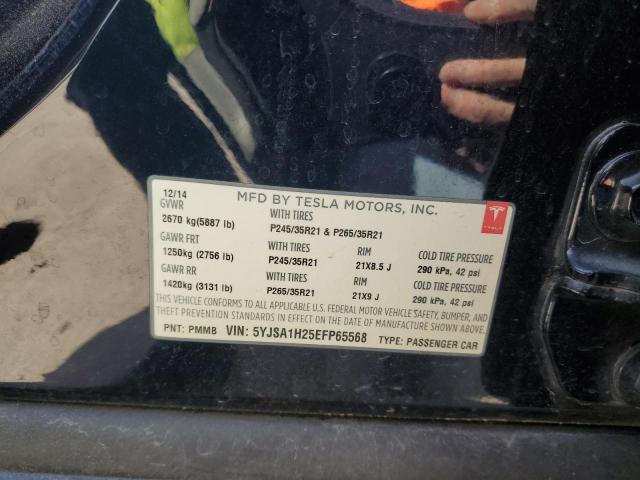 12/14 MFD BY TESLA MOTORS, INC.
GVWR WITH TIRES
2670 kg(5887 lb) P245/35R21 & P265/35R21
GAWR FRT WITH TIRES RIM COLD TIRE PRESSURE
1250kg (2756 lb) P245/35R21 21X8.5 J 290 kPa, 42 psi
GAWR RR WITH TIRES RIM COLD TIRE PRESSURE
1420kg (3131 lb) P265/35R21 21X9 J 290 kPa, 42 psi
THIS VEHICLE CONFORMS TO ALL APPLICABLE U.S. FEDERAL MOTOR VEHICLE SAFETY, BUMPER, AND
THEFT PREVENTION STANDARDS IN EFFECT ON THE DATE OF MANUFACTURE SHOWN ABOVE.
PNT: PMMB VIN: 5YJSA1H25EFP65568 TYPE: PASSENGER CAR
TESLA